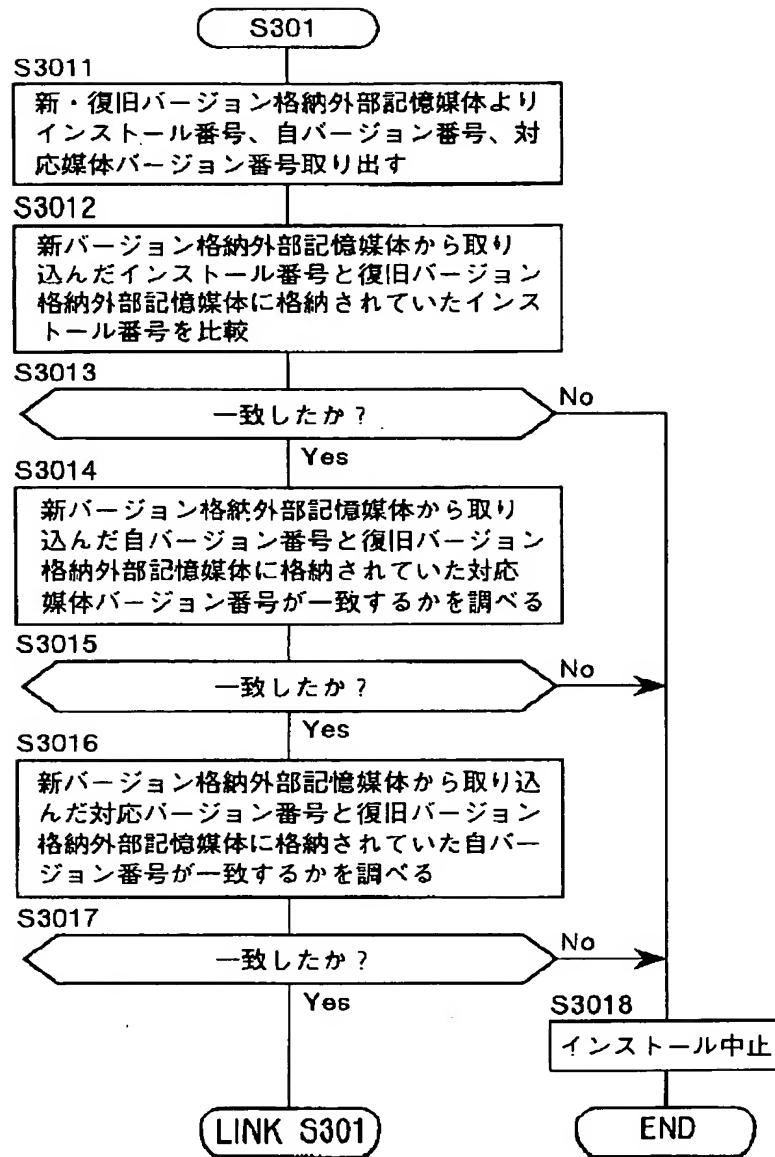 S301
S3011
新・復旧バージョン格納外部記憶媒体より
インストール番号、自バージョン番号、対
応媒体バージョン番号取り出す
S3012
新バージョン格納外部記憶媒体から取り
込んだインストール番号と復旧バージョン
格納外部記憶媒体に格納されていたインス
トール番号を比較
S3013
一致したか?
No
Yes
S3014
新バージョン格納外部記憶媒体から取り
込んだ自バージョン番号と復旧バージョン
格納外部記憶媒体に格納されていた対応
媒体バージョン番号が一致するかを調べる
S3015
一致したか?
No
Yes
S3016
新バージョン格納外部記憶媒体から取り込
んだ対応バージョン番号と復旧バージョン
格納外部記憶媒体に格納されていた自バー
ジョン番号が一致するかを調べる
S3017
一致したか?
No
Yes
S3018
インストール中止
LINK S301
END